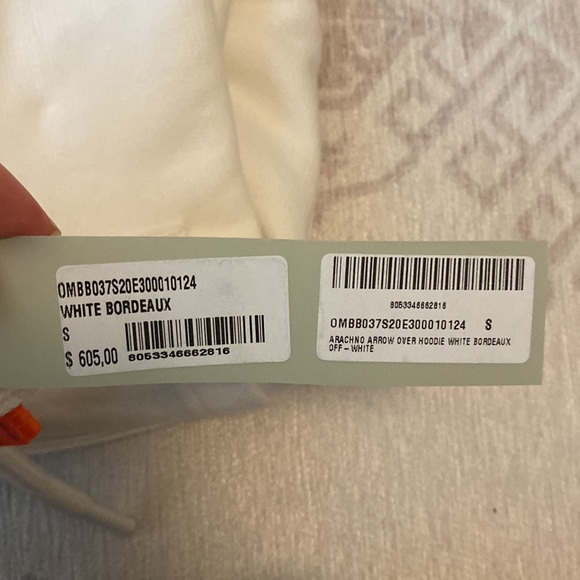 OMBB037S20E300010124
WHITE BORDEAUX
S
$ 605,00
8053346662816
8053346662816
OMBB037S20E300010124 S
ARACHNO ARROW OVER HOODIE WHITE BORDEAUX
OFF-WHITE